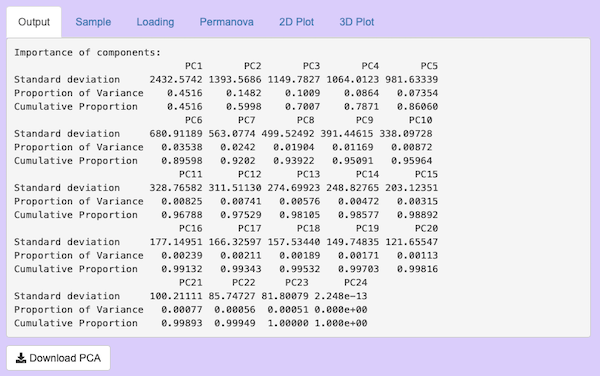 Output Sample Loading Permanova 2D Plot 3D Plot
Importance of components:
PC1 PC2 PC3 PC4 PC5
Standard deviation 2432.5742 1393.5686 1149.7827 1064.0123 981.63339
Proportion of Variance 0.4516 0.1482 0.1009 0.0864 0.07354
Cumulative Proportion 0.4516 0.5998 0.7007 0.7871 0.86060
PC6 PC7 PC8 PC9 PC10
Standard deviation 680.91189 563.0774 499.52492 391.44615 338.09728
Proportion of Variance 0.03538 0.0242 0.01904 0.01169 0.00872
Cumulative Proportion 0.89598 0.9202 0.93922 0.95091 0.95964
PC11 PC12 PC13 PC14 PC15
Standard deviation 328.76582 311.51130 274.69923 248.82765 203.12351
Proportion of Variance 0.00825 0.00741 0.00576 0.00472 0.00315
Cumulative Proportion 0.96788 0.97529 0.98105 0.98577 0.98892
PC16 PC17 PC18 PC19 PC20
Standard deviation 177.14951 166.32597 157.53440 149.74835 121.65547
Proportion of Variance 0.00239 0.00211 0.00189 0.00171 0.00113
Cumulative Proportion 0.99132 0.99343 0.99532 0.99703 0.99816
PC21 PC22 PC23 PC24
Standard deviation 100.21111 85.74727 81.80079 2.248e-13
Proportion of Variance 0.00077 0.00056 0.00051 0.000e+00
Cumulative Proportion 0.99893 0.99949 1.00000 1.000e+00
Download PCA